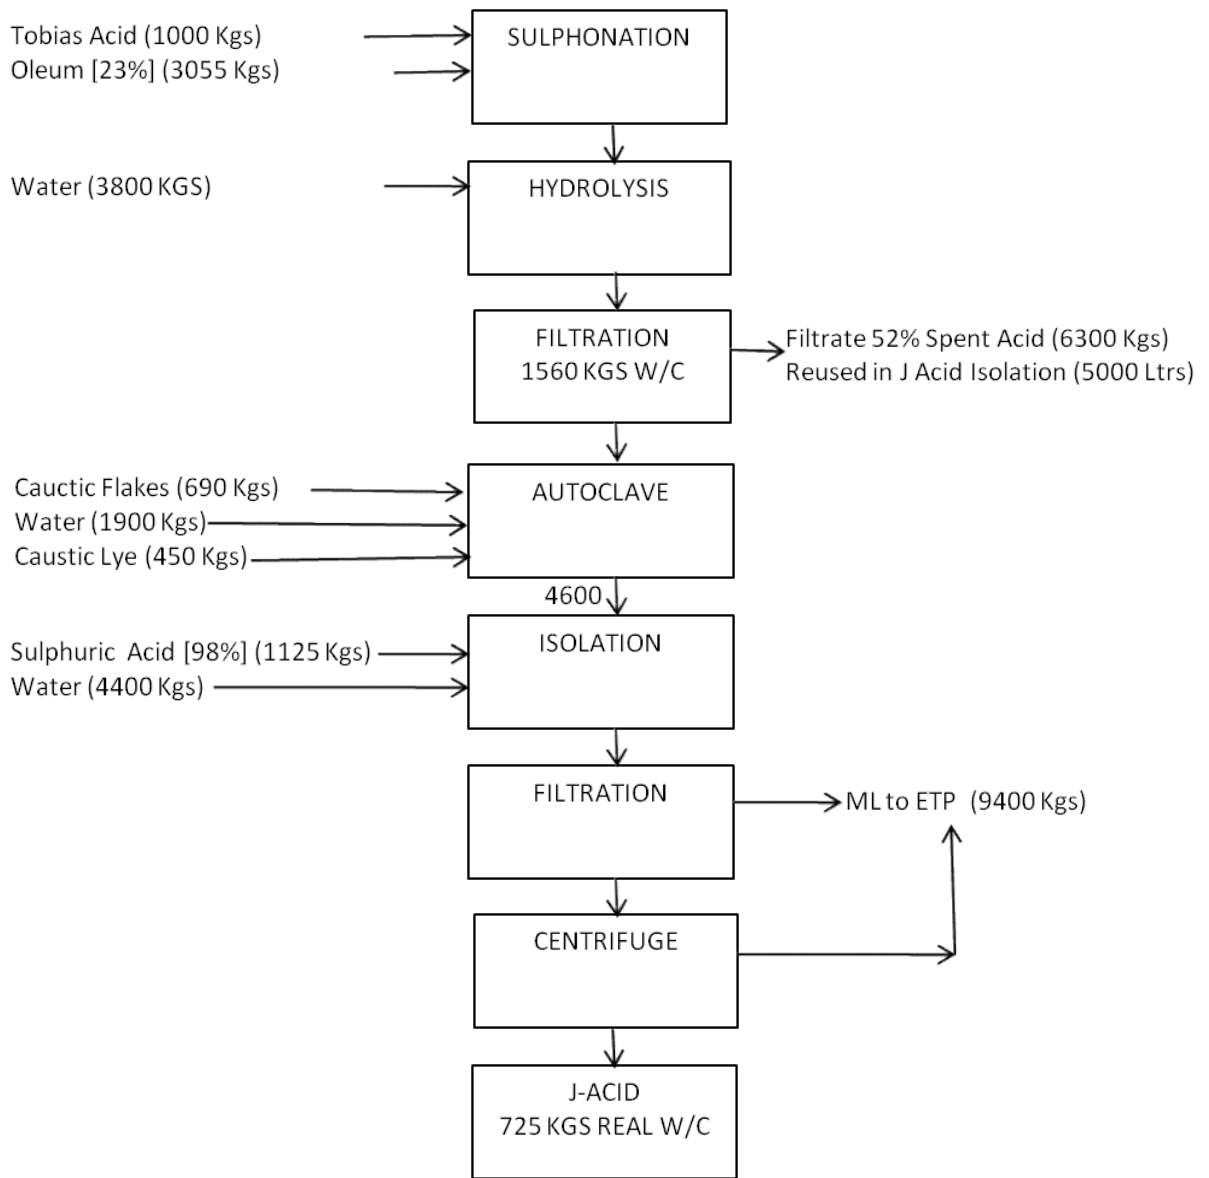 Tobias Acid (1000 Kgs)
Oleum [23%] (3055 Kgs)
SULPHONATION
Water (3800 KGS)
HYDROLYSIS
FILTRATION
1560 KGS W/C
Filtrate 52% Spent Acid (6300 Kgs)
Reused in J Acid Isolation (5000 Ltrs)
Cauctic Flakes (690 Kgs)
Water (1900 Kgs)
Caustic Lye (450 Kgs)
AUTOCLAVE
4600
Sulphuric Acid [98%] (1125 Kgs)
Water (4400 Kgs)
ISOLATION
FILTRATION
ML to ETP (9400 Kgs)
CENTRIFUGE
J-ACID
725 KGS REAL W/C